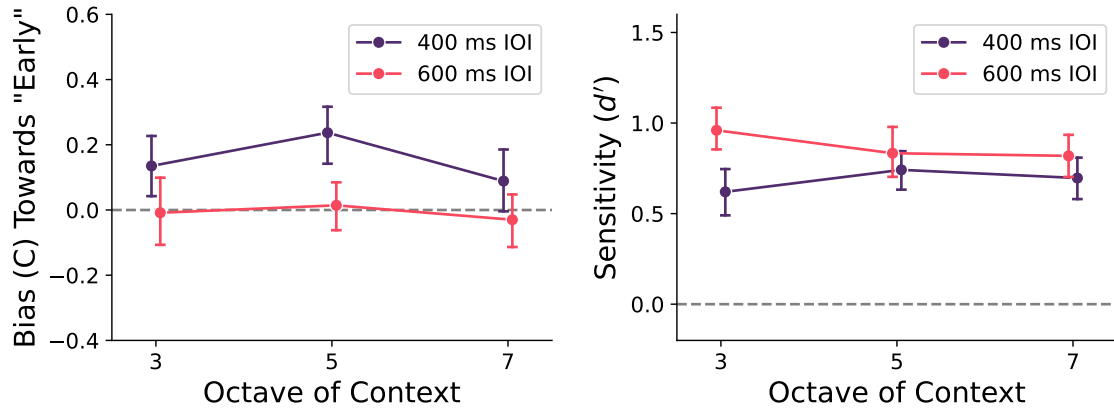 Bias (C) Towards "Early"
0.6
0.4
0.2
0.0
−0.2
−0.4
400 ms IOI
600 ms IOI
3
5
7
Octave of Context
Sensitivity (d′)
1.5
1.0
0.5
0.0
400 ms IOI
600 ms IOI
3
5
7
Octave of Context